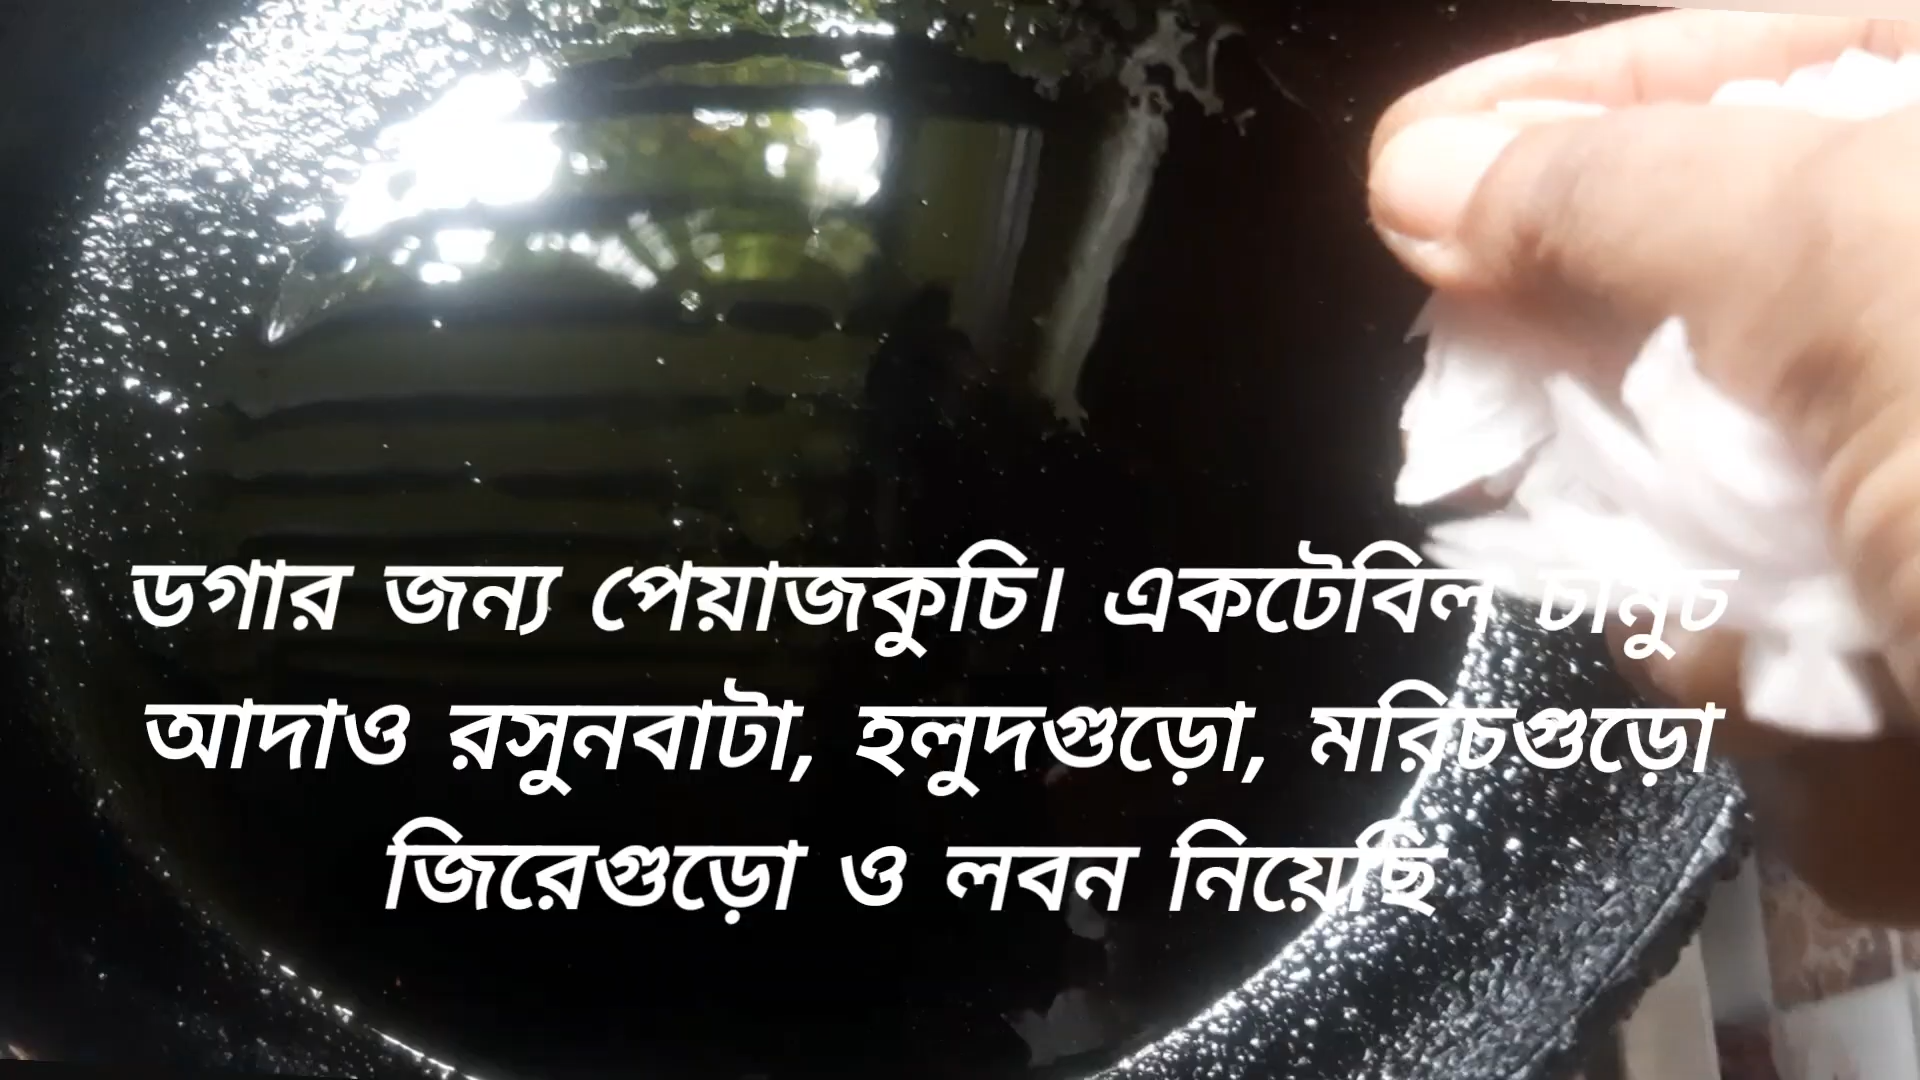 ডগার জন্য পেয়াজকুচি। একটেবিল চামুচ
আদাও রসুনবাটা, হলুদগুড়ো, মরিচগুড়ো
জিরেগুড়ো ও লবন নিয়েছি